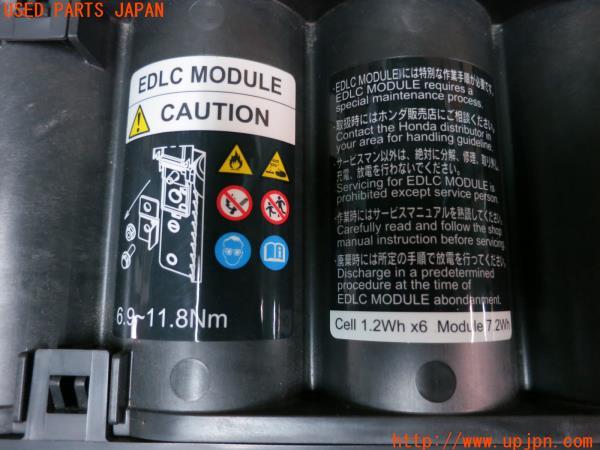 USED PARTS JAPAN
EDLC MODULE
CAUTION
6.9~11.8Nm
・EDLC MODULEには特別な作業手順が必要です。
EDLC MODULE requires a
special maintenance process.
・取扱時にはホンダ販売店にご相談ください。
Contact the Honda distributor in
your area for handling guideline.
・サービスマン以外は、絶対に分解、修理、取り外し、
充電、放電を行わないでください。
Servicing for EDLC MODULE is
prohibited except service person.
・作業時にはサービスマニュアルを熟読してください。
Carefully read and follow the shop
manual instruction before servicing.
・廃棄時には所定の手順で放電を行ってください。
Discharge in a predetermined
procedure at the time of
EDLC MODULE abondanment.
Cell 1.2Wh x6 Module 7.2Wh
http://www.upjpn.com/